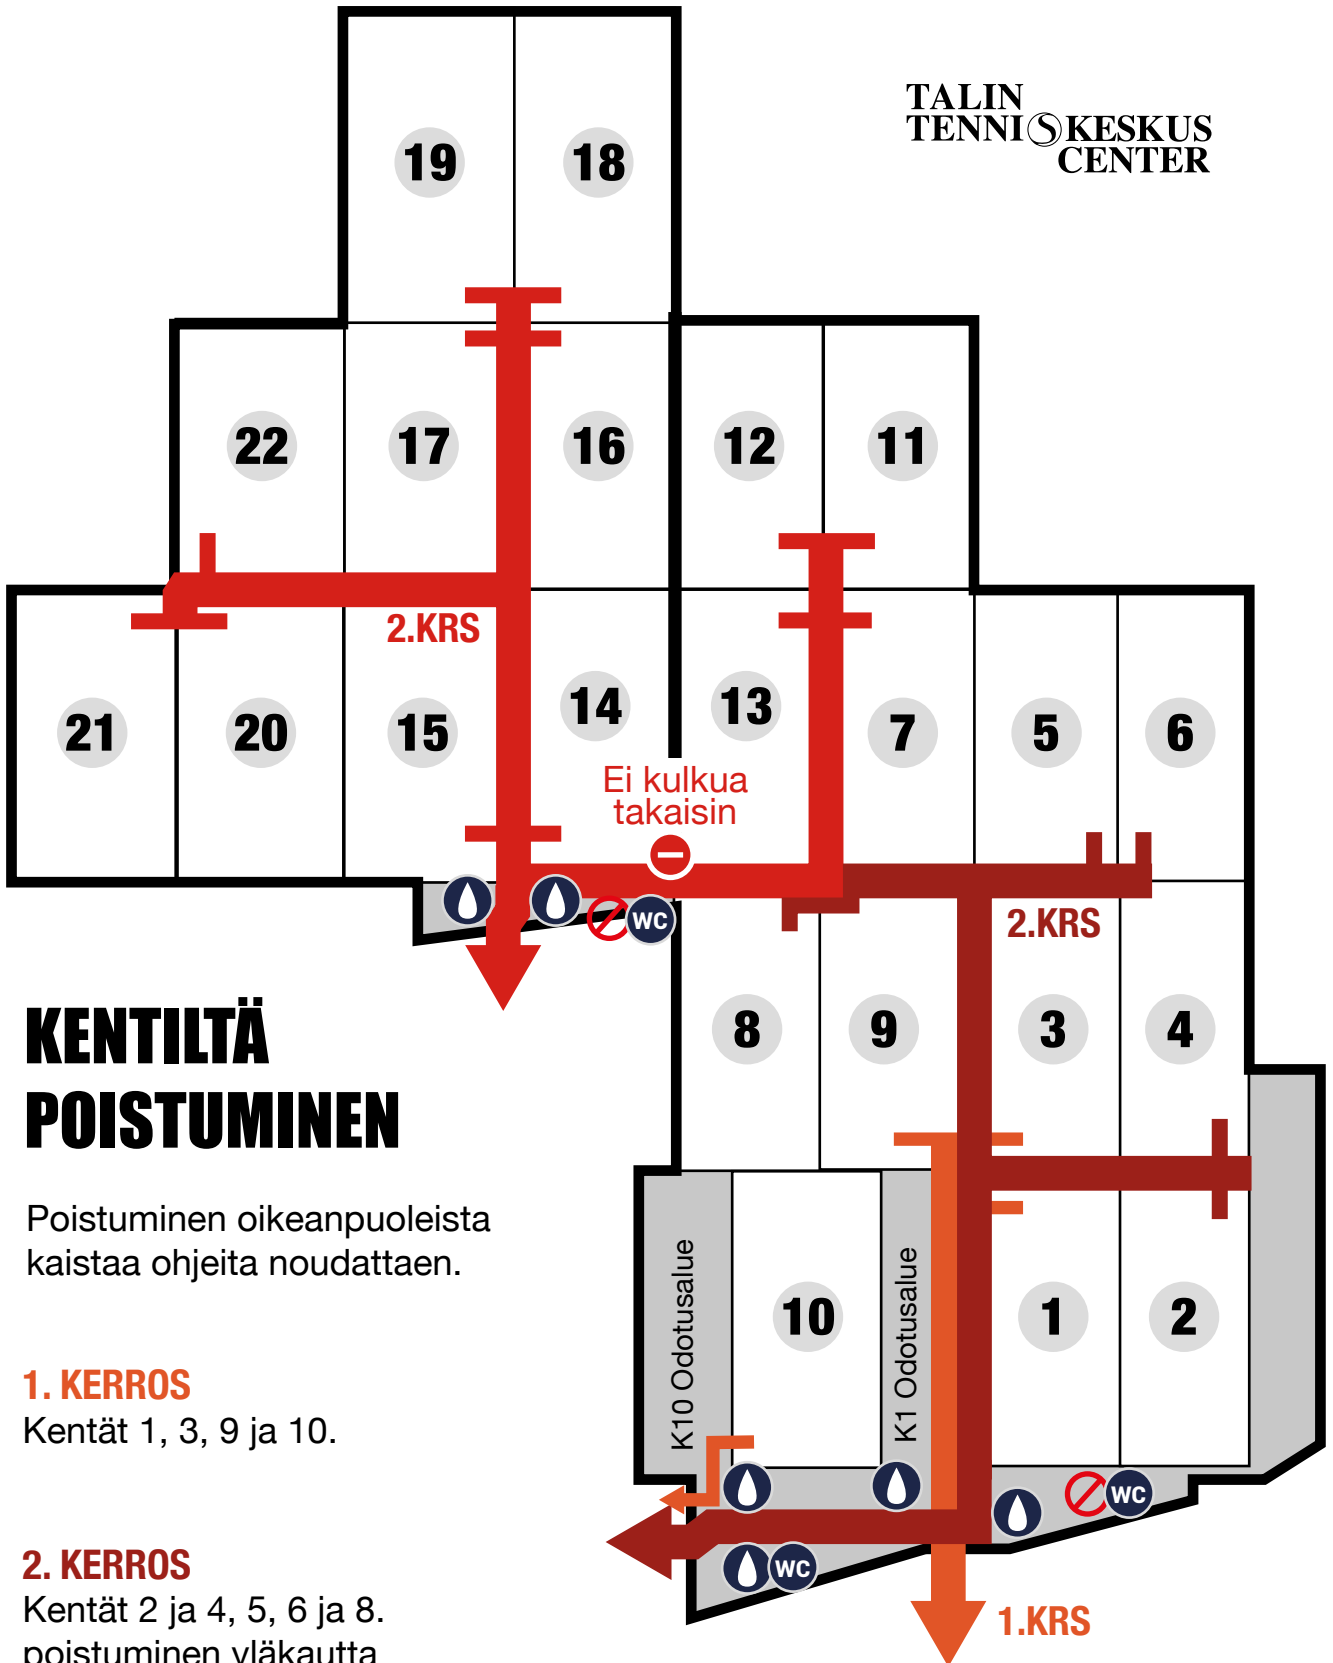 TALIN
TENNISKESKUS
CENTER
19
18
22
17
16
12
11
2.KRS
21
20
15
14
13
7
5
6
Ei kulkua
takaisin
WC
2.KRS
8
9
3
4
KENTILTÄ
POISTUMINEN
Poistuminen oikeanpuoleista
kaistaa ohjeita noudattaen.
K10 Odotusalue
10
K1 Odotusalue
1
2
1. KERROS
Kentät 1, 3, 9 ja 10.
WC
WC
2. KERROS
Kentät 2 ja 4, 5, 6 ja 8.
poistuminen yläkautta
1.KRS